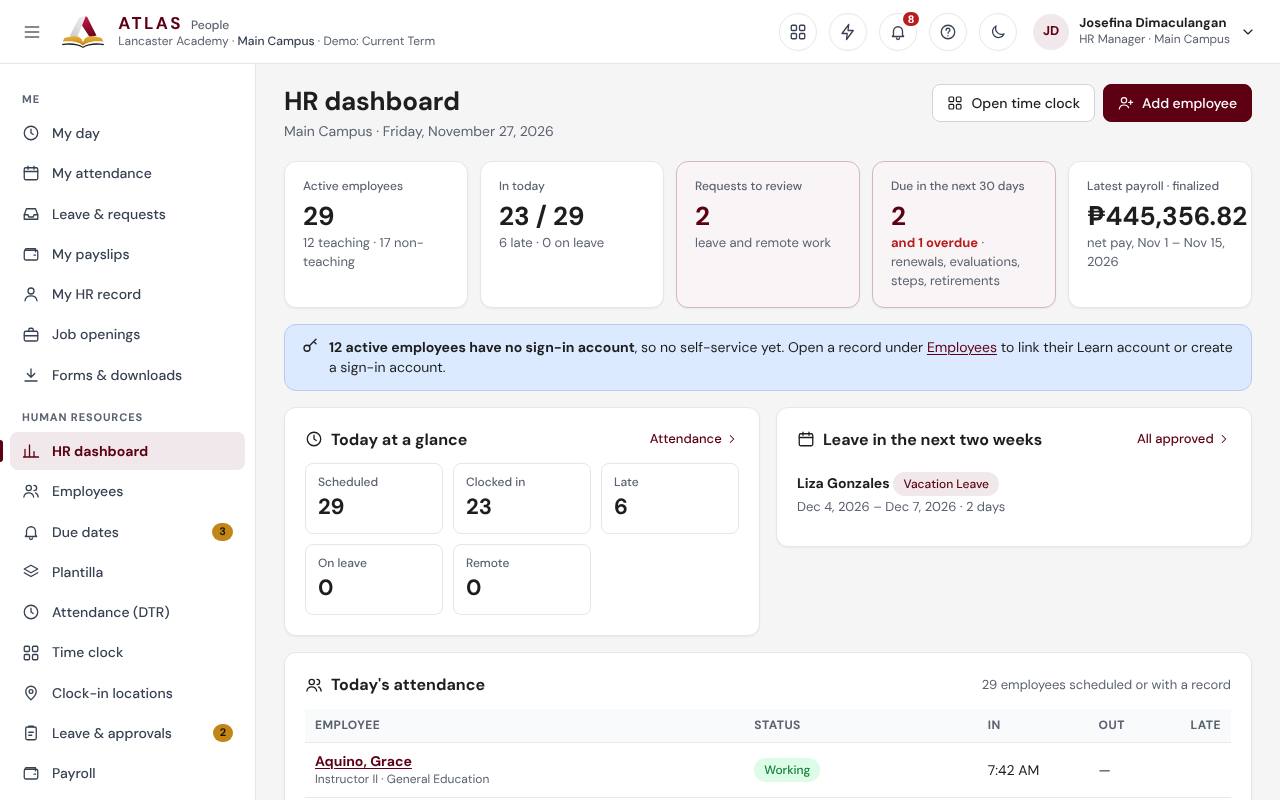 ATLAS People
Lancaster Academy · Main Campus · Demo: Current Term
8
JD
Josefina Dimaculangan
HR Manager · Main Campus
ME
My day
My attendance
Leave & requests
My payslips
My HR record
Job openings
Forms & downloads
HUMAN RESOURCES
HR dashboard
Employees
Due dates 3
Plantilla
Attendance (DTR)
Time clock
Clock-in locations
Leave & approvals 2
Payroll
HR dashboard
Main Campus · Friday, November 27, 2026
Open time clock
Add employee
Active employees
29
12 teaching · 17 non-
teaching
In today
23 / 29
6 late · 0 on leave
Requests to review
2
leave and remote work
Due in the next 30 days
2
and 1 overdue ·
renewals, evaluations,
steps, retirements
Latest payroll · finalized
₱445,356.82
net pay, Nov 1 – Nov 15,
2026
12 active employees have no sign-in account, so no self-service yet. Open a record under Employees to link their Learn account or create
a sign-in account.
Today at a glance
Attendance
Scheduled
29
Clocked in
23
Late
6
On leave
0
Remote
0
Leave in the next two weeks
All approved
Liza Gonzales Vacation Leave
Dec 4, 2026 – Dec 7, 2026 · 2 days
Today's attendance
29 employees scheduled or with a record
EMPLOYEE STATUS IN OUT LATE
Aquino, Grace
Instructor II · General Education
Working
7:42 AM
—